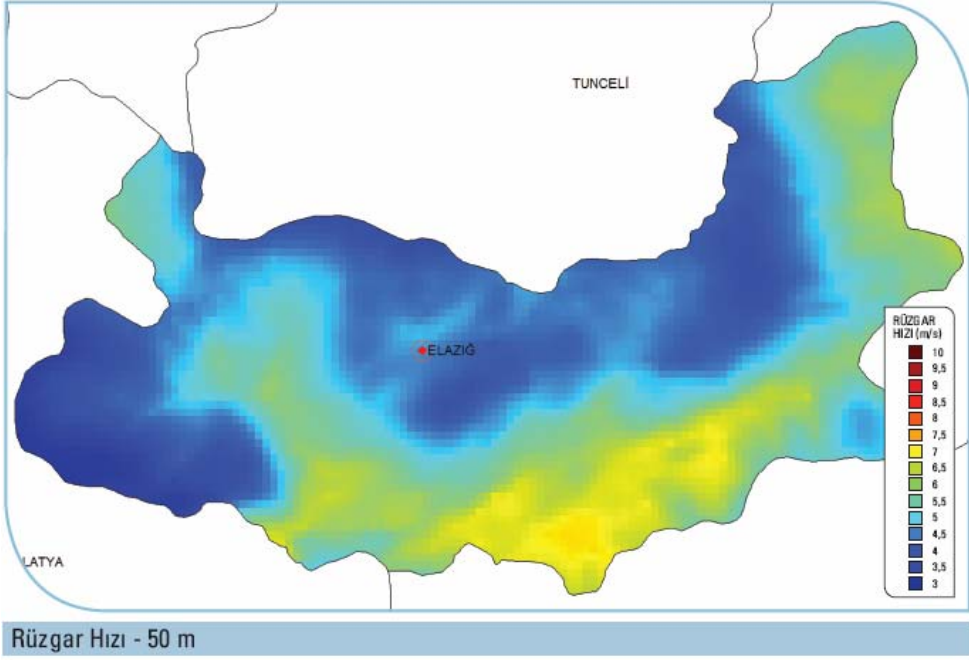 TUNCELİ
ELAZIĞ
RÜZGAR
HIZI (m/s)
10
9,5
9
8,5
8
7,5
7
6,5
6
5,5
5
4,5
4
3,5
3
LATYA
Rüzgar Hızı - 50 m